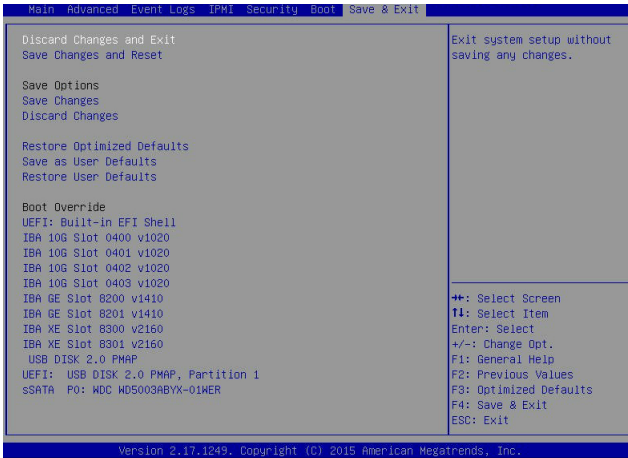 Main Advanced Event Logs IPMI Security Boot Save & Exit
Discard Changes and Exit
Save Changes and Reset
Save Options
Save Changes
Discard Changes
Restore Optimized Defaults
Save as User Defaults
Restore User Defaults
Boot Override
UEFI: Built-in EFI Shell
IBA 10G Slot 0400 v1020
IBA 10G Slot 0401 v1020
IBA 10G Slot 0402 v1020
IBA 10G Slot 0403 v1020
IBA GE Slot 8200 v1410
IBA GE Slot 8201 v1410
IBA XE Slot 8300 v2160
IBA XE Slot 8301 v2160
USB DISK 2.0 PMAP
UEFI: USB DISK 2.0 PMAP, Partition 1
sSATA P0: WDC WD5003ABYX-01WER
Exit system setup without
saving any changes.
→←: Select Screen
↑↓: Select Item
Enter: Select
+/-: Change Opt.
F1: General Help
F2: Previous Values
F3: Optimized Defaults
F4: Save & Exit
ESC: Exit
Version 2.17.1249. Copyright (C) 2015 American Megatrends, Inc.